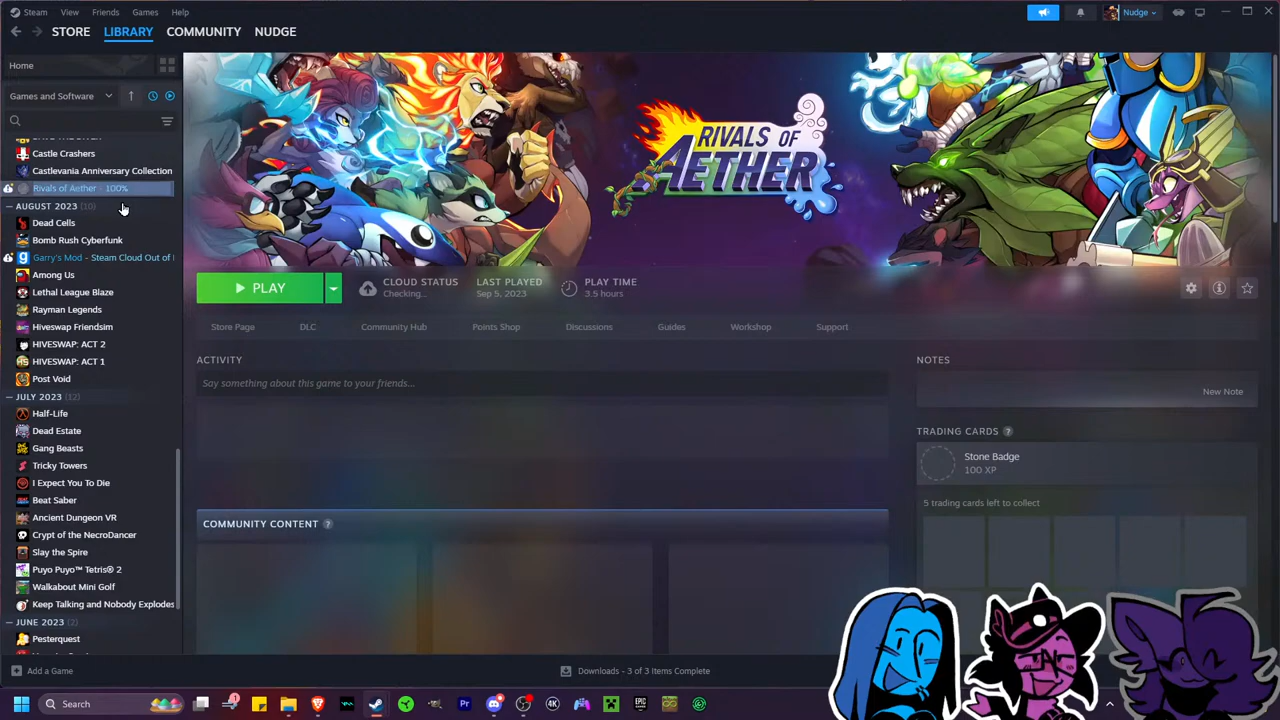 Steam View Friends Games Help
Nudge
STORE LIBRARY COMMUNITY NUDGE
Home
Games and Software
Castle Crashers
Castlevania Anniversary Collection
Rivals of Aether - 100%
AUGUST 2023 (10)
Dead Cells
Bomb Rush Cyberfunk
Garry's Mod - Steam Cloud Out of
Among Us
Lethal League Blaze
Rayman Legends
Hiveswap Friendsim
HIVESWAP: ACT 2
HIVESWAP: ACT 1
Post Void
JULY 2023 (12)
Half-Life
Dead Estate
Gang Beasts
Tricky Towers
I Expect You To Die
Beat Saber
Ancient Dungeon VR
Crypt of the NecroDancer
Slay the Spire
Puyo Puyo™ Tetris® 2
Walkabout Mini Golf
Keep Talking and Nobody Explodes
JUNE 2023 (2)
Pesterquest
Add a Game
RIVALS OF
AETHER
PLAY
CLOUD STATUS
Checking...
LAST PLAYED
Sep 5, 2023
PLAY TIME
3.5 hours
Store Page DLC Community Hub Points Shop Discussions Guides Workshop Support
ACTIVITY
Say something about this game to your friends...
COMMUNITY CONTENT ?
NOTES
New Note
TRADING CARDS ?
Stone Badge
100 XP
5 trading cards left to collect
Downloads - 3 of 3 Items Complete
Search
1
Pr
4K
EPIC